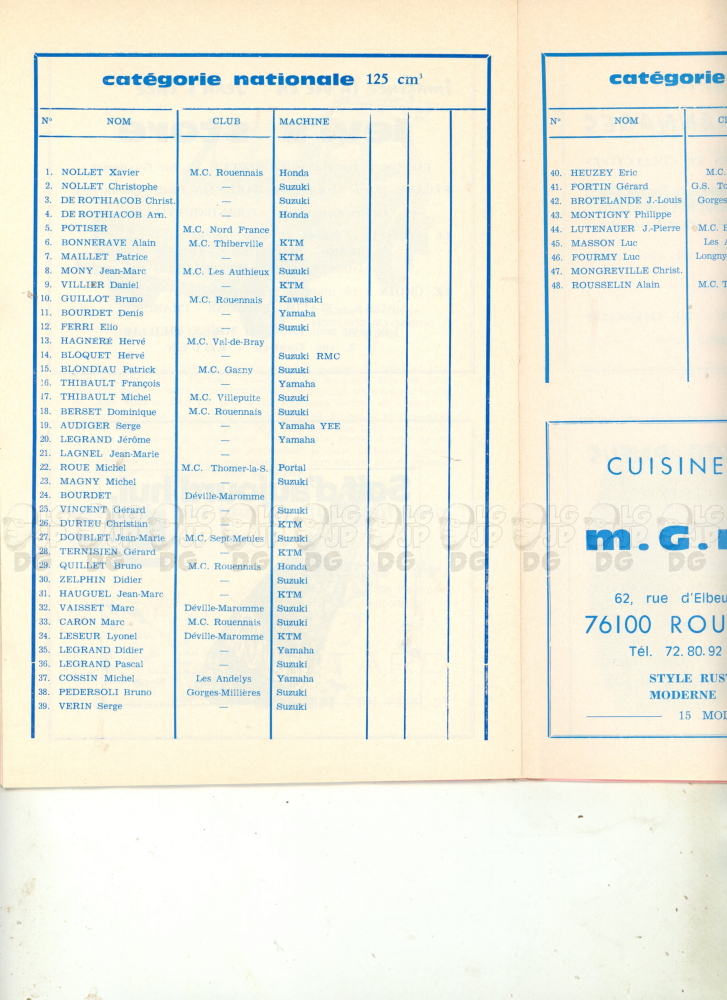 catégorie nationale 125 cm³
N° NOM CLUB MACHINE
1. NOLLET Xavier M.C. Rouennais Honda
2. NOLLET Christophe — Suzuki
3. DE ROTHIACOB Christ. — Suzuki
4. DE ROTHIACOB Arn. — Honda
5. POTISER M.C. Nord France
6. BONNERAVE Alain M.C. Thiberville KTM
7. MAILLET Patrice — KTM
8. MONY Jean-Marc M.C. Les Authieux Suzuki
9. VILLIER Daniel — KTM
10. GUILLOT Bruno M.C. Rouennais Kawasaki
11. BOURDET Denis — Yamaha
12. FERRI Elio — Suzuki
13. HAGNERE Hervé M.C. Val-de-Bray
14. BLOQUET Hervé — Suzuki RMC
15. BLONDIAU Patrick M.C. Gasny Suzuki
16. THIBAULT François — Yamaha
17. THIBAULT Michel M.C. Villepuite Suzuki
18. BERSET Dominique M.C. Rouennais Suzuki
19. AUDIGER Serge — Yamaha YEE
20. LEGRAND Jérôme — Yamaha
21. LAGNEL Jean-Marie —
22. ROUE Michel M.C. Thomer-la-S. Portal
23. MAGNY Michel — Suzuki
24. BOURDET Déville-Maromme
25. VINCENT Gérard — Suzuki
26. DURIEU Christian — KTM
27. DOUBLET Jean-Marie M.C. Sept-Meules Suzuki
28. TERNISIEN Gérard — KTM
29. QUILLET Bruno M.C. Rouennais Honda
30. ZELPHIN Didier — Suzuki
31. HAUGUEL Jean-Marc — KTM
32. VAISSET Marc Déville-Maromme Suzuki
33. CARON Marc M.C. Rouennais Suzuki
34. LESEUR Lyonel Déville-Maromme KTM
35. LEGRAND Didier — Yamaha
36. LEGRAND Pascal — Suzuki
37. COSSIN Michel Les Andelys Yamaha
38. PEDERSOLI Bruno Gorges-Millières Suzuki
39. VERIN Serge — Suzuki
catégorie
N° NOM
40. HEUZEY Eric M.C.
41. FORTIN Gérard G.S.
42. BROTELANDE J.-Louis Gorges
43. MONTIGNY Philippe
44. LUTENAUER J.-Pierre M.C.
45. MASSON Luc Les
46. FOURMY Luc Longny
47. MONGREVILLE Christ.
48. ROUSSELIN Alain M.C.
CUISINE
m.G.
62, rue d'Elbeu
76100 ROU
Tél. 72.80.92
STYLE RUS
MODERNE
15 MO
LG JP DG